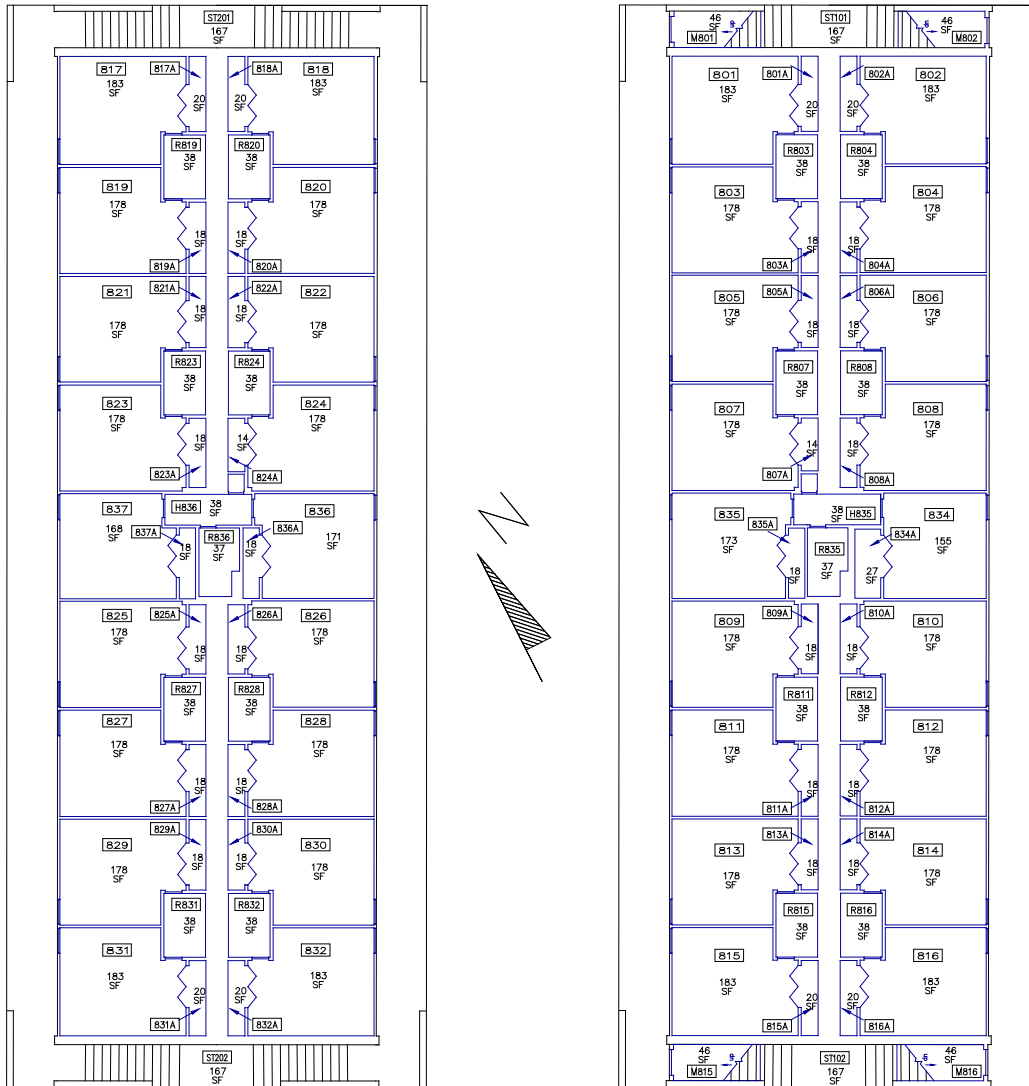 ST201
167
SF
817
183
SF
817A
20
SF
818A
20
SF
818
183
SF
R819
38
SF
R820
38
SF
819
178
SF
18
SF
819A
18
SF
820A
820
178
SF
821
178
SF
821A
18
SF
822A
18
SF
822
178
SF
R823
38
SF
R824
38
SF
823
178
SF
18
SF
823A
14
SF
824A
824
178
SF
837
168
SF
837A
18
SF
H836
38
SF
R836
37
SF
836A
18
SF
836
171
SF
825
178
SF
825A
18
SF
826A
18
SF
826
178
SF
R827
38
SF
R828
38
SF
827
178
SF
18
SF
827A
18
SF
828A
828
178
SF
829
178
SF
829A
18
SF
830A
18
SF
830
178
SF
R831
38
SF
R832
38
SF
831
183
SF
20
SF
831A
20
SF
832A
832
183
SF
ST202
167
SF
46
SF
M801
ST101
167
SF
46
SF
M802
801
183
SF
801A
20
SF
802A
20
SF
802
183
SF
R803
38
SF
R804
38
SF
803
178
SF
18
SF
803A
18
SF
804A
804
178
SF
805
178
SF
805A
18
SF
806A
18
SF
806
178
SF
R807
38
SF
R808
38
SF
807
178
SF
14
SF
807A
18
SF
808A
808
178
SF
835
173
SF
835A
18
SF
38
SF
H835
R835
37
SF
834A
27
SF
834
155
SF
809
178
SF
809A
18
SF
810A
18
SF
810
178
SF
R811
38
SF
R812
38
SF
811
178
SF
18
SF
811A
18
SF
812A
812
178
SF
813
178
SF
813A
18
SF
814A
18
SF
814
178
SF
R815
38
SF
R816
38
SF
815
183
SF
20
SF
815A
20
SF
816A
816
183
SF
46
SF
M815
ST102
167
SF
46
SF
M816